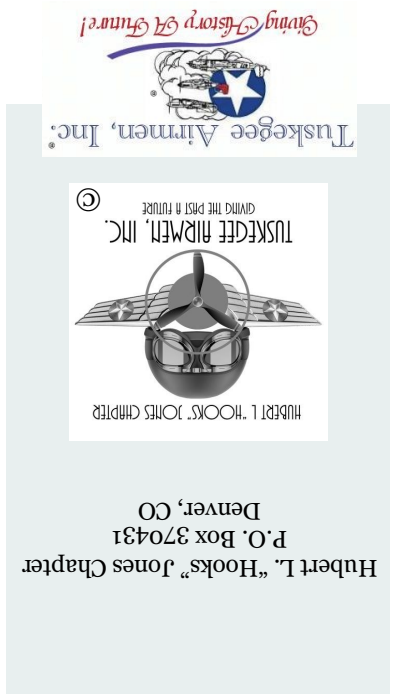 Hubert L. “Hooks” Jones Chapter
P.O. Box 370431
Denver, CO
HUBERT L "HOOKS" JONES CHAPTER
TUSKEGEE AIRMEN, INC.
GIVING THE PAST A FUTURE
©
Tuskegee Airmen, Inc.®
®
Giving History A Future!